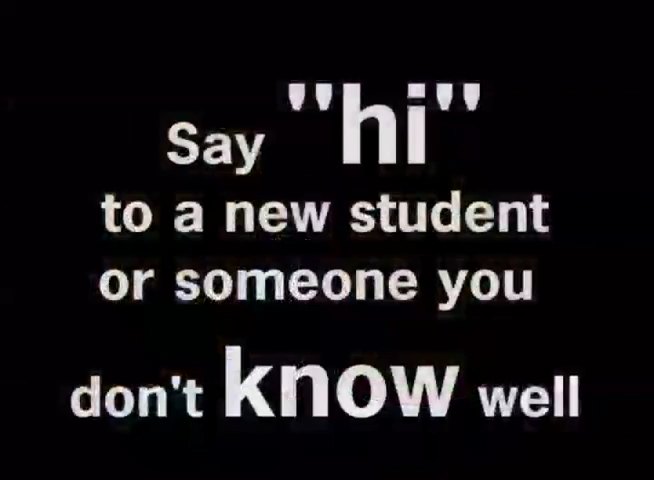 Say "hi"
to a new student
or someone you
don't know well